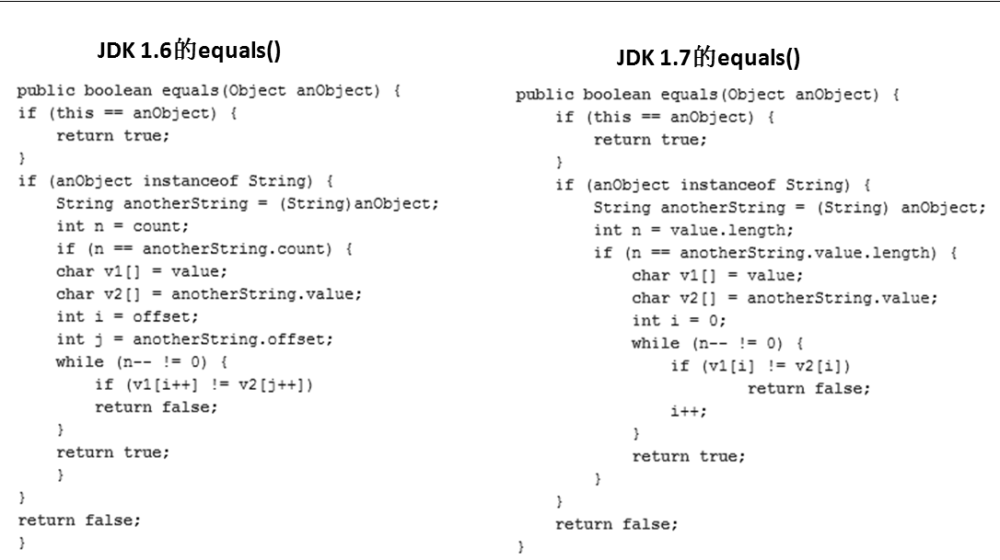 JDK 1.6的equals()
public boolean equals(Object anObject) {
if (this == anObject) {
return true;
}
if (anObject instanceof String) {
String anotherString = (String)anObject;
int n = count;
if (n == anotherString.count) {
char v1[] = value;
char v2[] = anotherString.value;
int i = offset;
int j = anotherString.offset;
while (n-- != 0) {
if (v1[i++] != v2[j++])
return false;
}
return true;
}
}
return false;
}
JDK 1.7的equals()
public boolean equals(Object anObject) {
if (this == anObject) {
return true;
}
if (anObject instanceof String) {
String anotherString = (String) anObject;
int n = value.length;
if (n == anotherString.value.length) {
char v1[] = value;
char v2[] = anotherString.value;
int i = 0;
while (n-- != 0) {
if (v1[i] != v2[i])
return false;
i++;
}
return true;
}
}
return false;
}